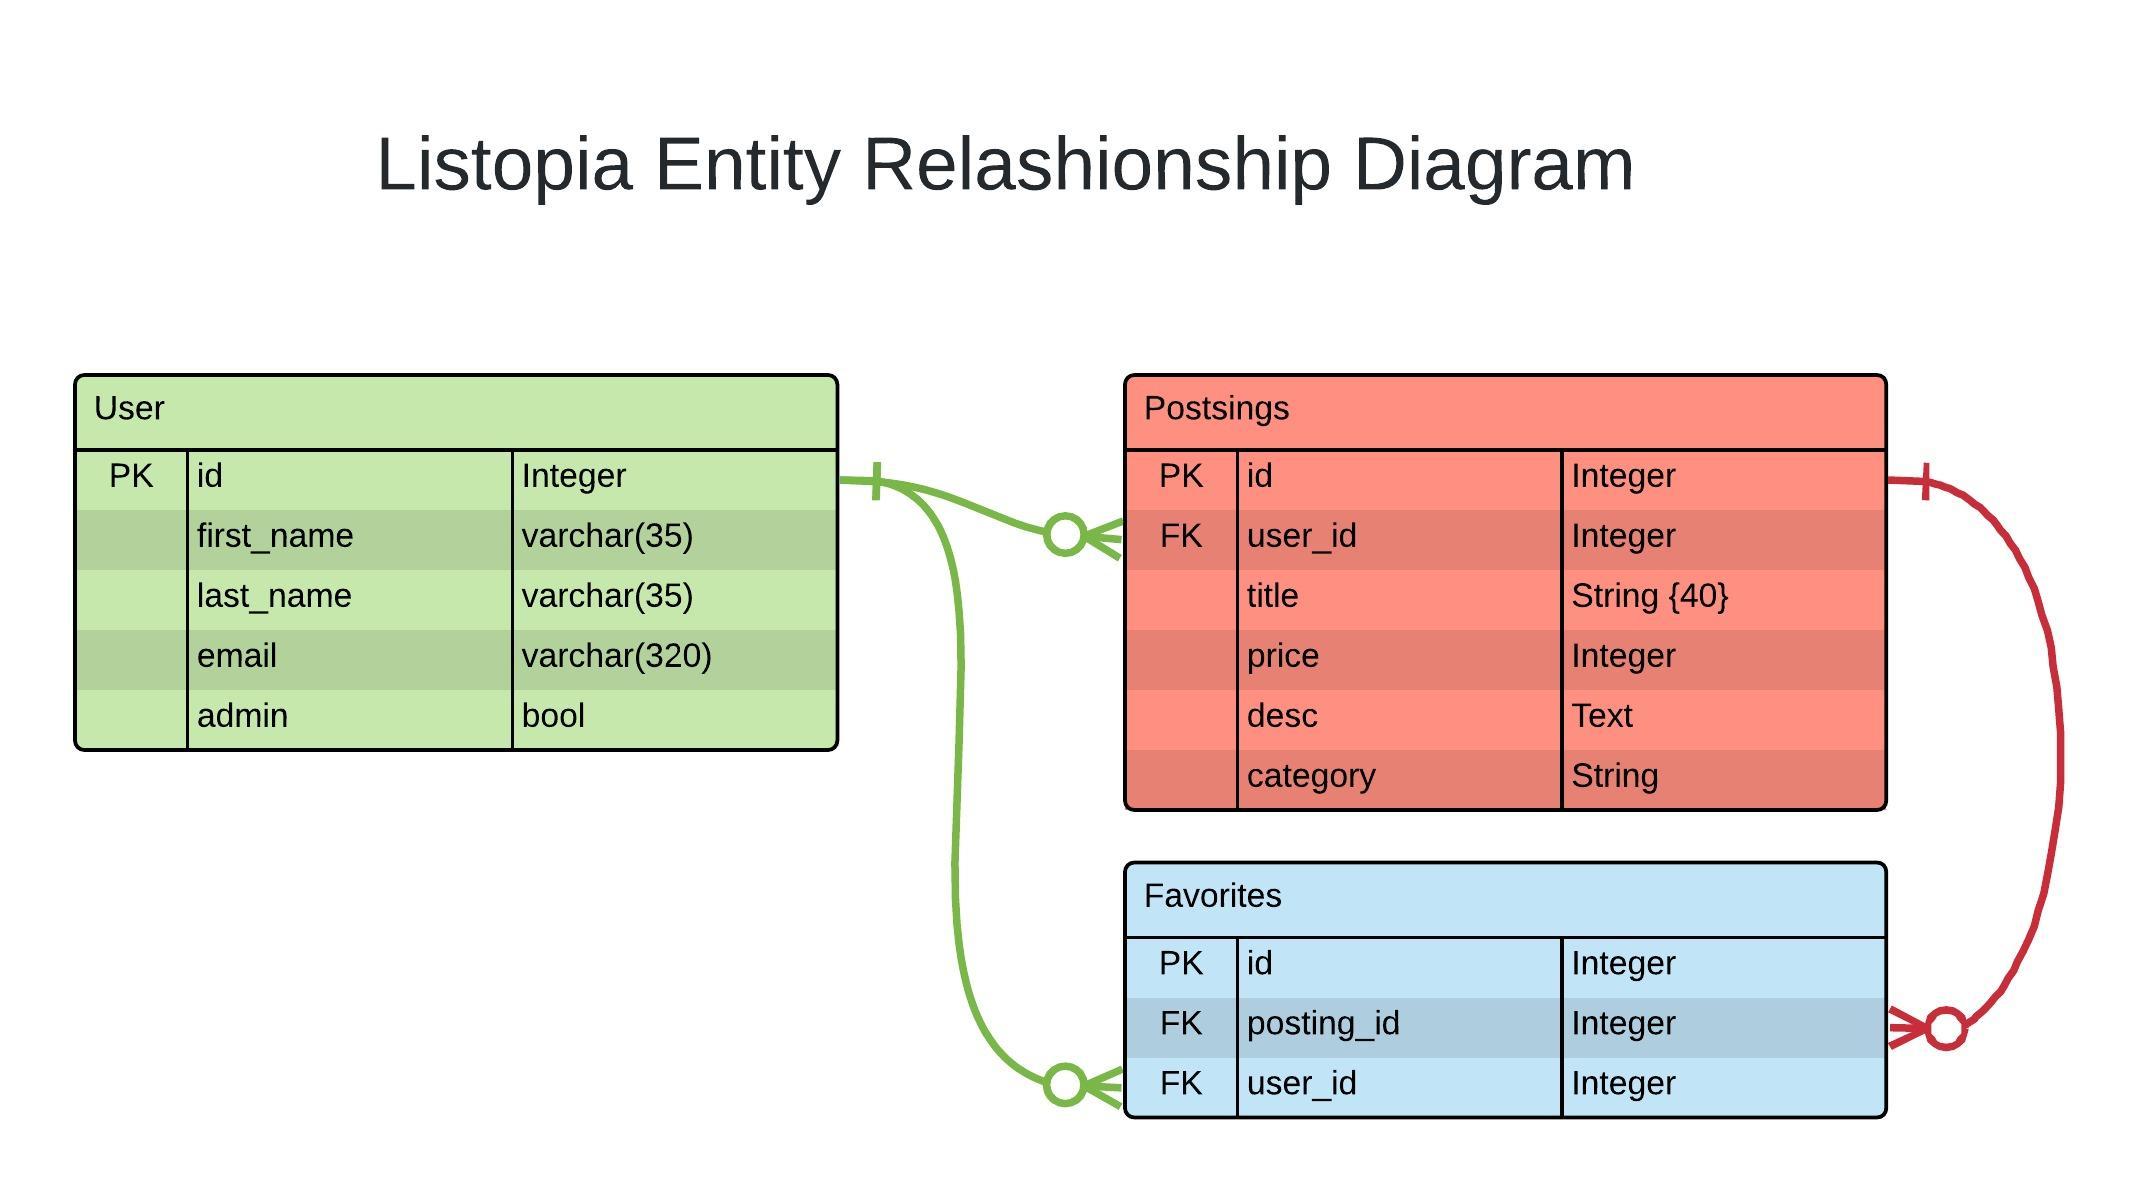 Listopia Entity Relashionship Diagram
User
PK id Integer
first_name varchar(35)
last_name varchar(35)
email varchar(320)
admin bool
Postsings
PK id Integer
FK user_id Integer
title String {40}
price Integer
desc Text
category String
Favorites
PK id Integer
FK posting_id Integer
FK user_id Integer